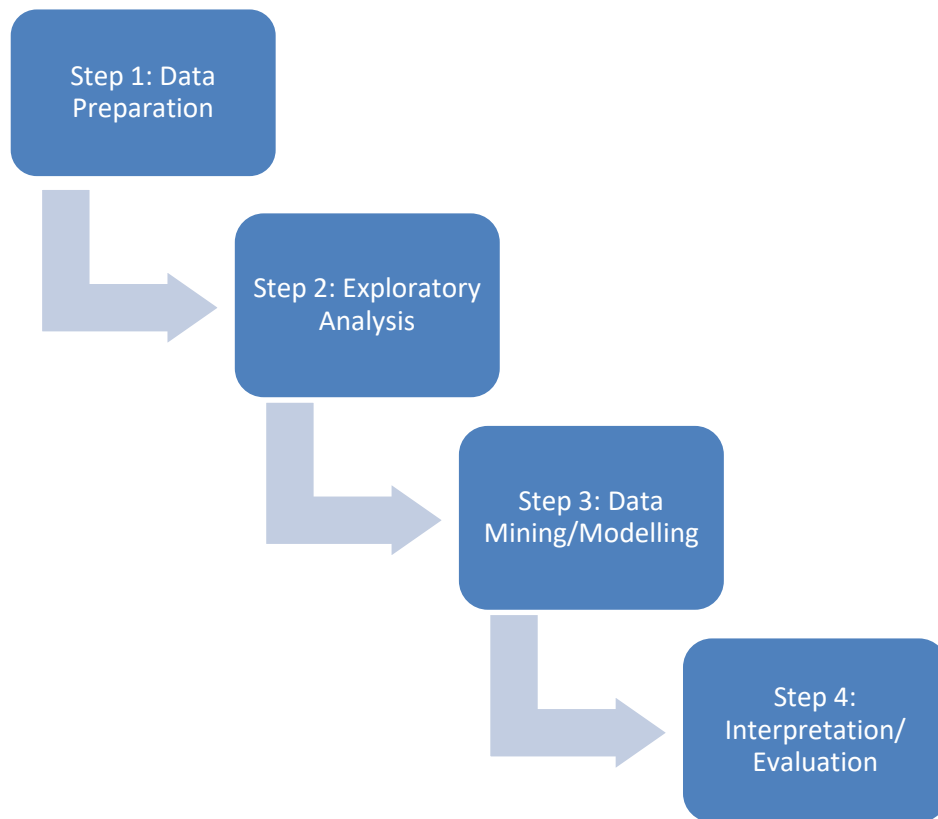 Step 1: Data
Preparation
Step 2: Exploratory
Analysis
Step 3: Data
Mining/Modelling
Step 4:
Interpretation/
Evaluation